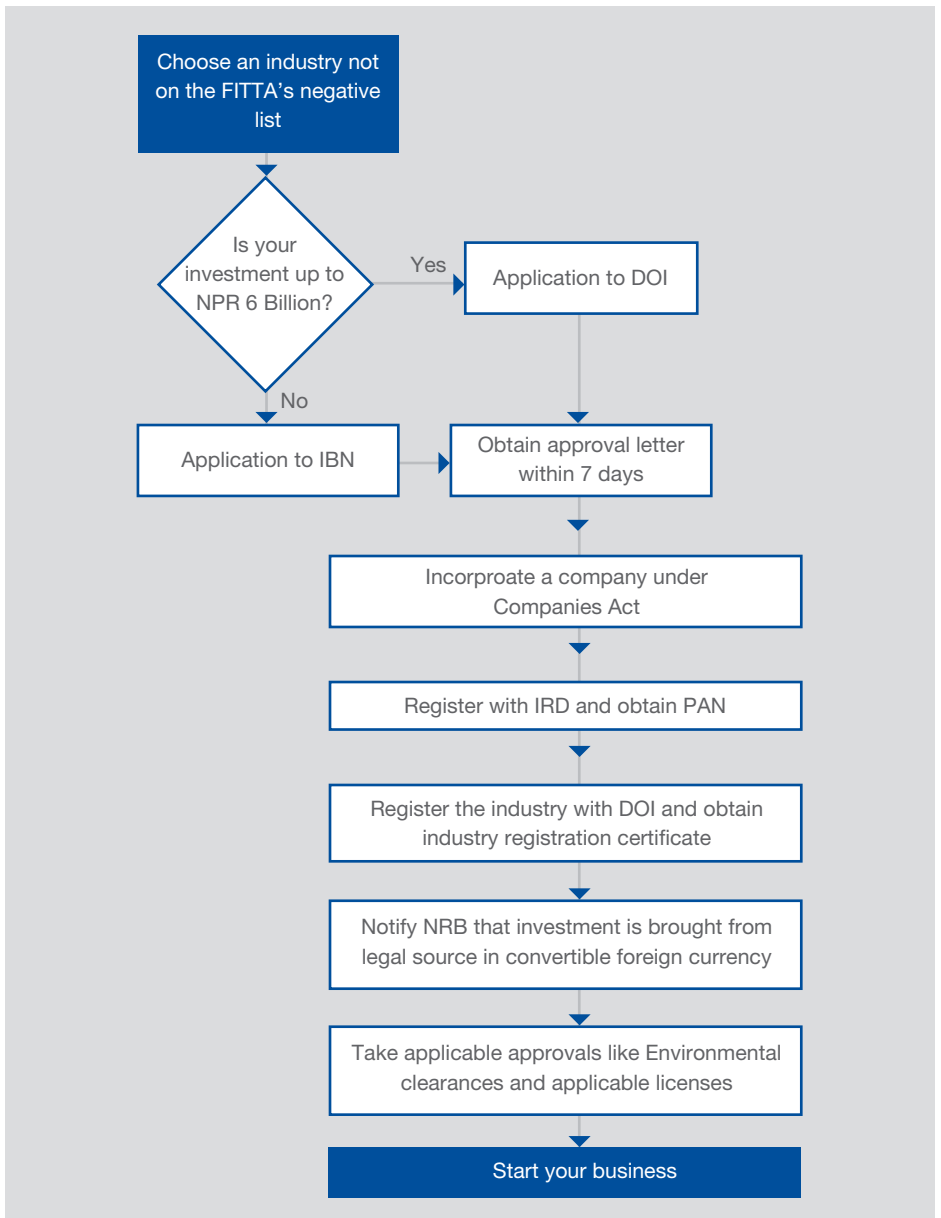 Choose an industry not
on the FITTA's negative
list
Is your
investment up to
NPR 6 Billion?
Yes
Application to DOI
No
Application to IBN
Obtain approval letter
within 7 days
Incorproate a company under
Companies Act
Register with IRD and obtain PAN
Register the industry with DOI and obtain
industry registration certificate
Notify NRB that investment is brought from
legal source in convertible foreign currency
Take applicable approvals like Environmental
clearances and applicable licenses
Start your business